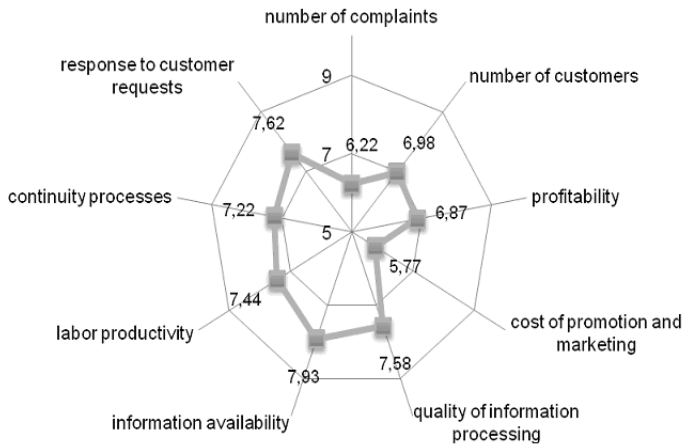 number of complaints
response to customer
requests
9
number of customers
7,62
7
6,22
6,98
continuity processes
7,22
6,87
profitability
5
5,77
7,44
labor productivity
cost of promotion and
marketing
7,93
7,58
information availability
quality of information
processing